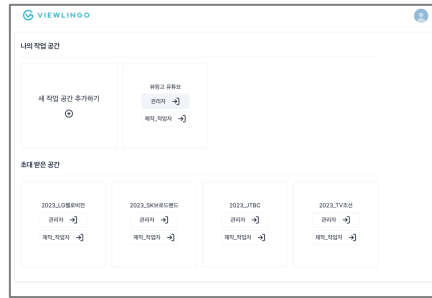 VIEWLINGO
나의 작업 공간
새 작업 공간 추가하기
뷰링고 유튜브
관리자
제작_작업자
초대 받은 공간
2023_LG헬로비전
관리자
제작_작업자
2023_SK브로드밴드
관리자
제작_작업자
2023_JTBC
관리자
제작_작업자
2023_TV조선
관리자
제작_작업자